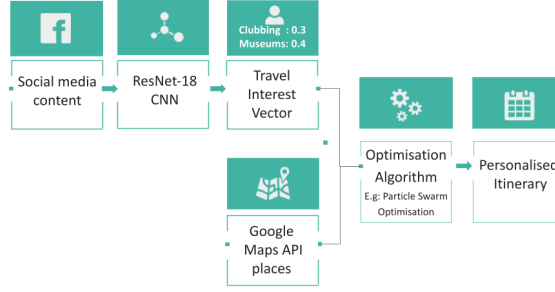 Clubbing : 0.3
Museums: 0.4
Social media
content
ResNet-18
CNN
Travel
Interest
Vector
Google
Maps API
places
Optimisation
Algorithm
E.g: Particle Swarm
Optimisation
Personalised
Itinerary